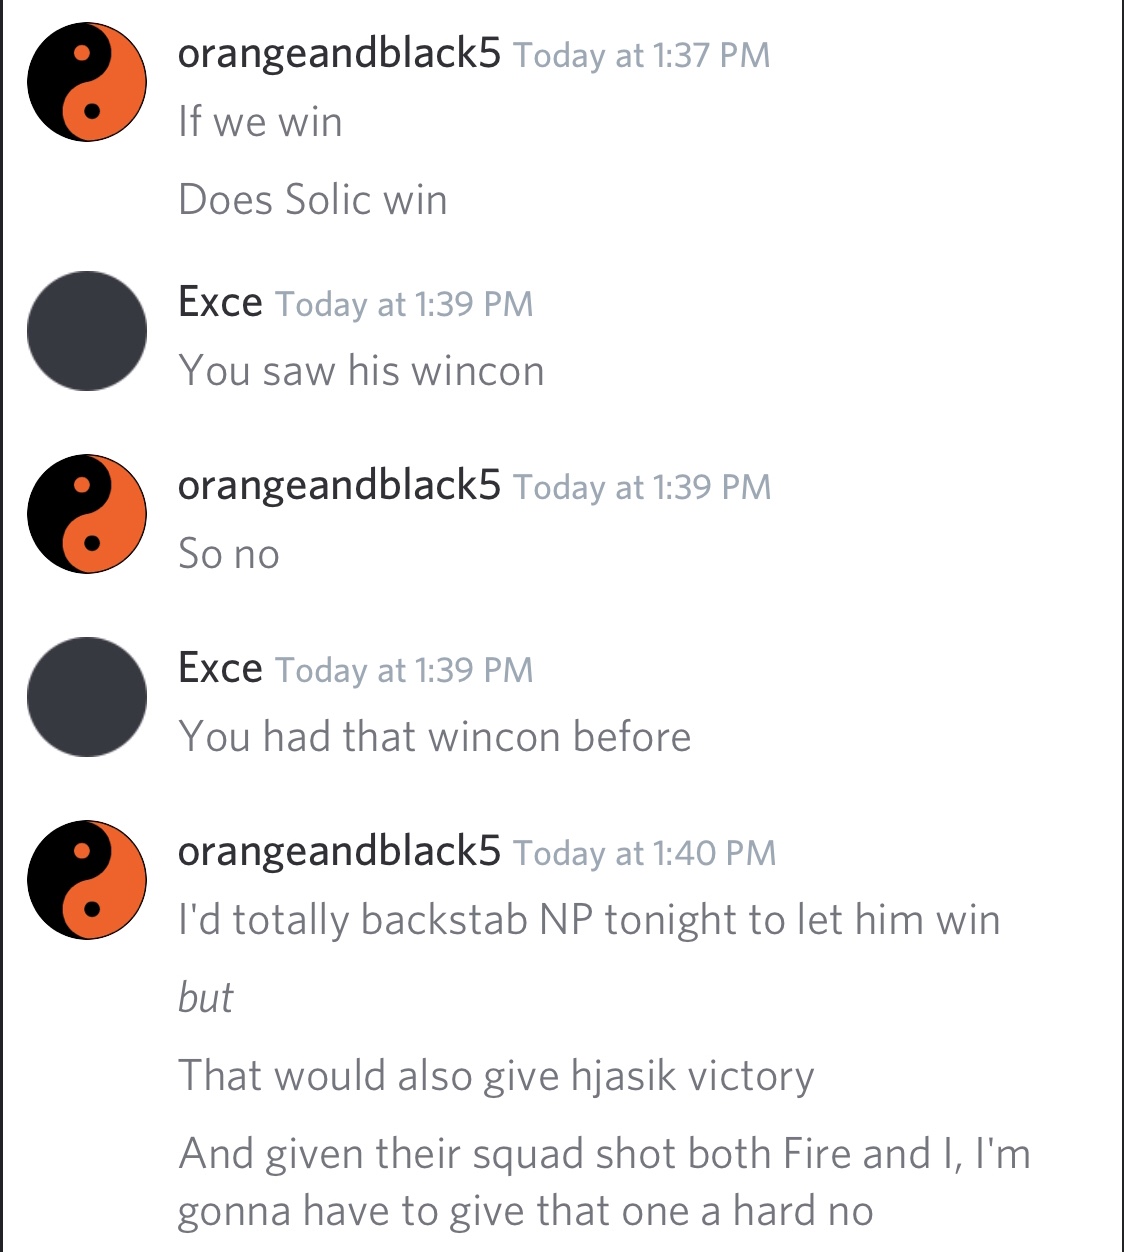 orangeandblack5 Today at 1:37 PM
If we win
Does Solic win
Exce Today at 1:39 PM
You saw his wincon
orangeandblack5 Today at 1:39 PM
So no
Exce Today at 1:39 PM
You had that wincon before
orangeandblack5 Today at 1:40 PM
I'd totally backstab NP tonight to let him win
but
That would also give hjasik victory
And given their squad shot both Fire and I, I'm
gonna have to give that one a hard no